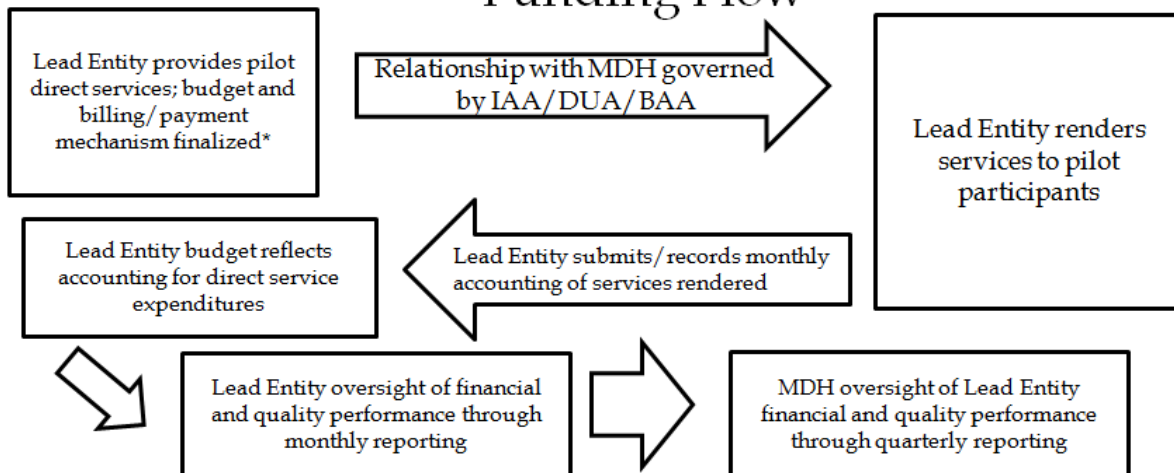 Funding Flow
Lead Entity provides pilot
direct services; budget and
billing/payment
mechanism finalized*
Relationship with MDH governed
by IAA/DUA/BAA
Lead Entity renders
services to pilot
participants
Lead Entity budget reflects
accounting for direct service
expenditures
Lead Entity submits/records monthly
accounting of services rendered
Lead Entity oversight of financial
and quality performance through
monthly reporting
MDH oversight of Lead Entity
financial and quality performance
through quarterly reporting